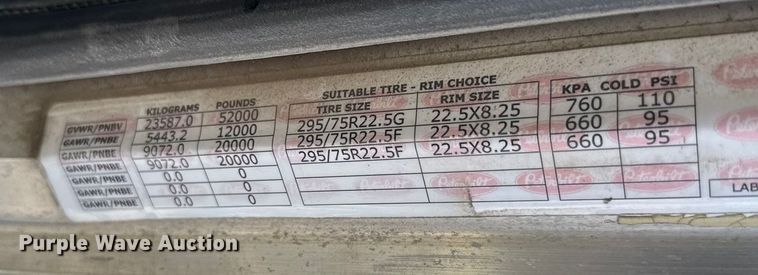 KILOGRAMS POUNDS SUITABLE TIRE - RIM CHOICE KPA COLD PSI
TIRE SIZE RIM SIZE
GVWR/PNBV 23587.0 52000
GAWR/PNBE 5443.2 12000 295/75R22.5G 22.5X8.25 760 110
GAWR/PNBE 9072.0 20000 295/75R22.5F 22.5X8.25 660 95
GAWR/PNBE 9072.0 20000 295/75R22.5F 22.5X8.25 660 95
GAWR/PNBE 0.0 0
GAWR/PNBE 0.0 0
GAWR/PNBE 0.0 0
Peterbilt
LAB
Purple Wave Auction